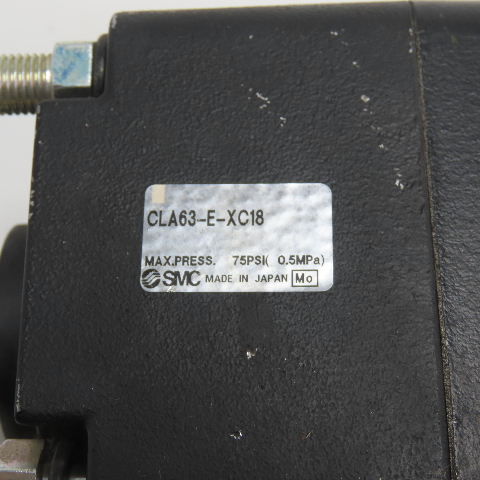 CLA63-E-XC18
MAX.PRESS. 75PSI( 0.5MPa)
SMC MADE IN JAPAN Mo